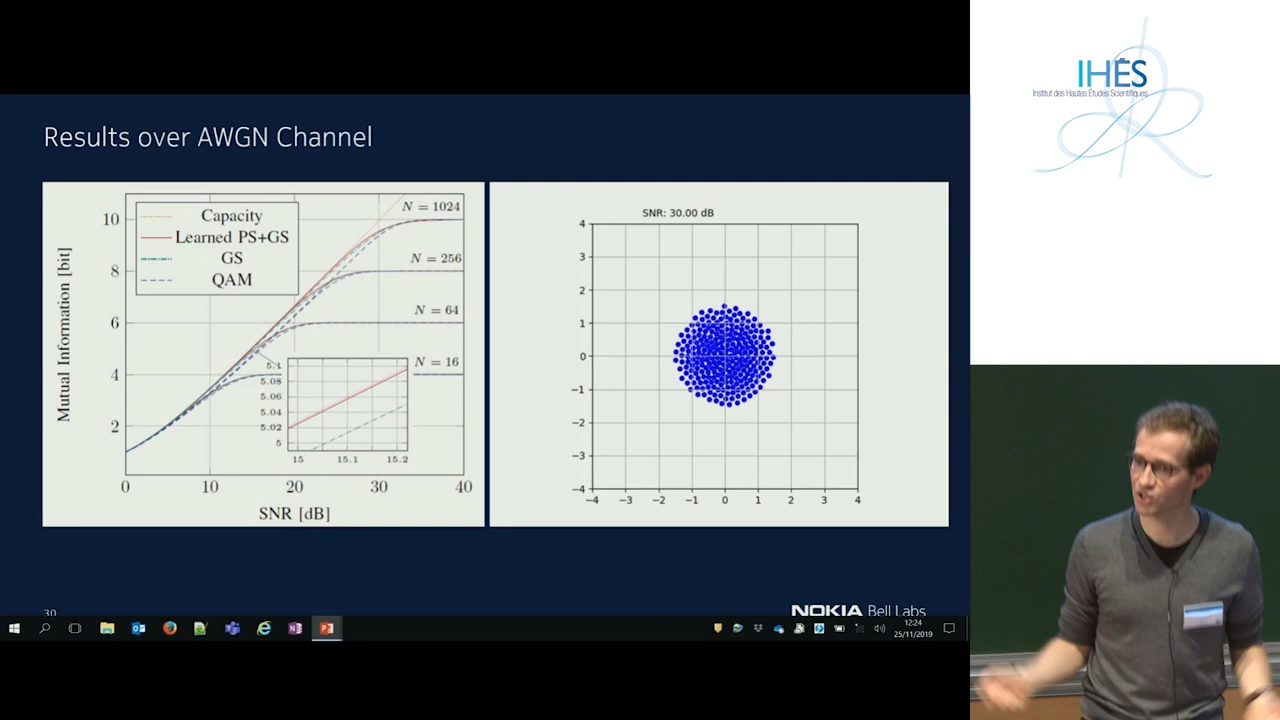 Results over AWGN Channel
Capacity
Learned PS+GS
GS
QAM
N = 1024
N = 256
N = 64
N = 16
10
8
6
4
2
Mutual Information [bit]
0
10
20
30
40
SNR [dB]
5.1
5.08
5.06
5.04
5.02
5
15
15.1
15.2
SNR: 30.00 dB
4
3
2
1
0
−1
−2
−3
−4
−4
−3
−2
−1
0
1
2
3
4
30
NOKIA Bell Labs
12:24
25/11/2019
IHÉS
Institut des Hautes Études Scientifiques